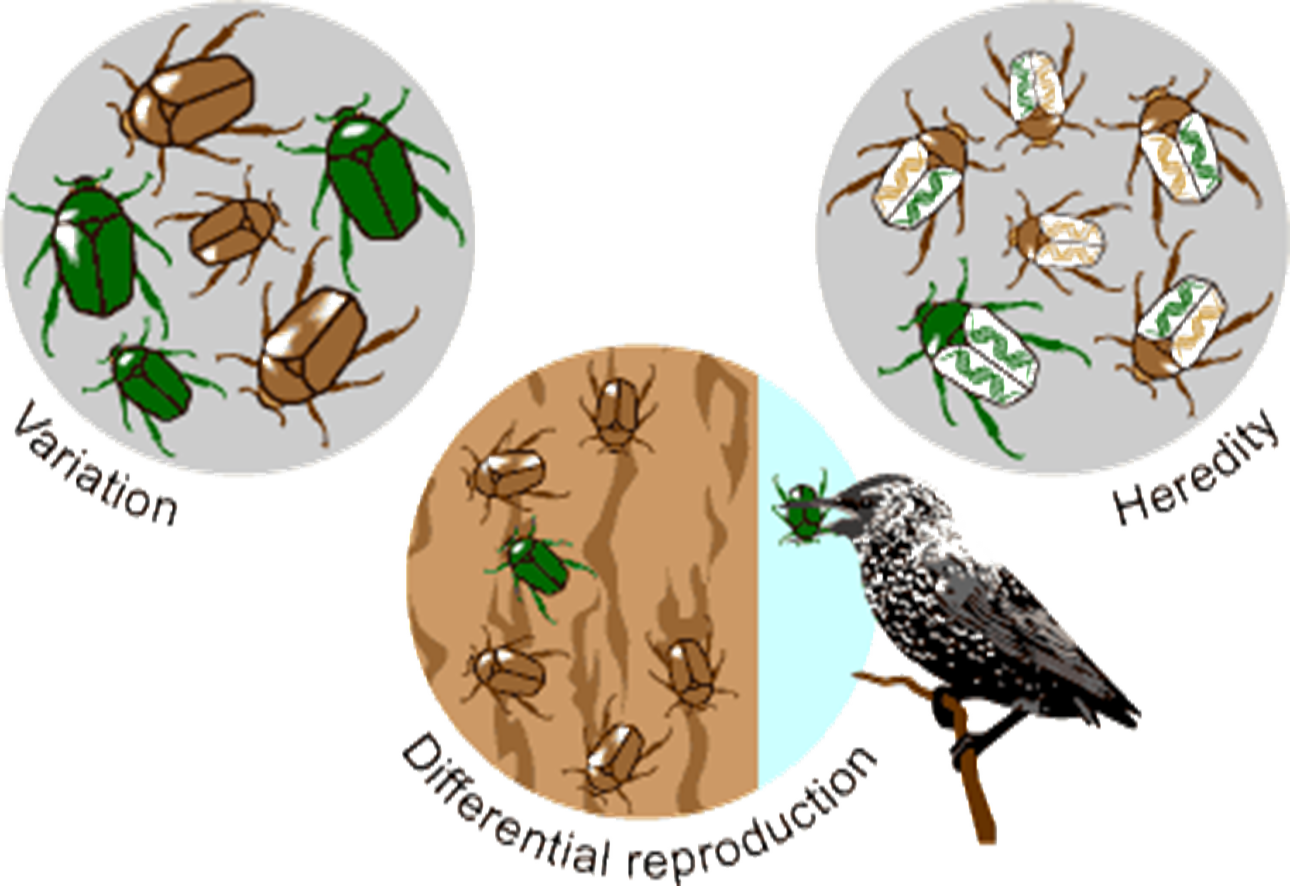 Variation
Heredity
Differential reproduction